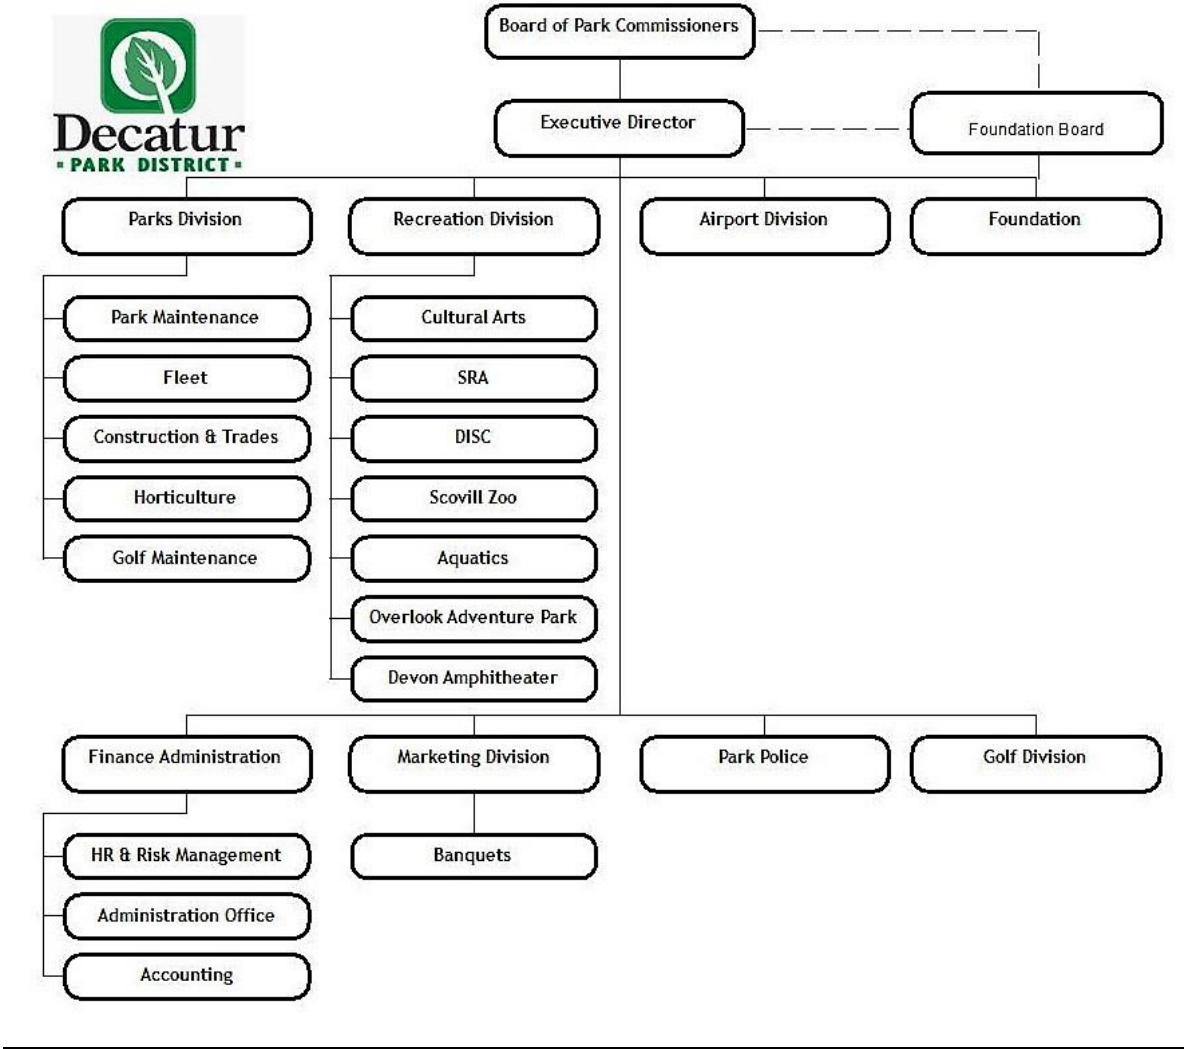 Board of Park Commissioners
Decatur
PARK DISTRICT
Executive Director
Foundation Board
Parks Division
Recreation Division
Airport Division
Foundation
Park Maintenance
Fleet
Construction & Trades
Horticulture
Golf Maintenance
Cultural Arts
SRA
DISC
Scovill Zoo
Aquatics
Overlook Adventure Park
Devon Amphitheater
Finance Administration
Marketing Division
Park Police
Golf Division
HR & Risk Management
Administration Office
Accounting
Banquets